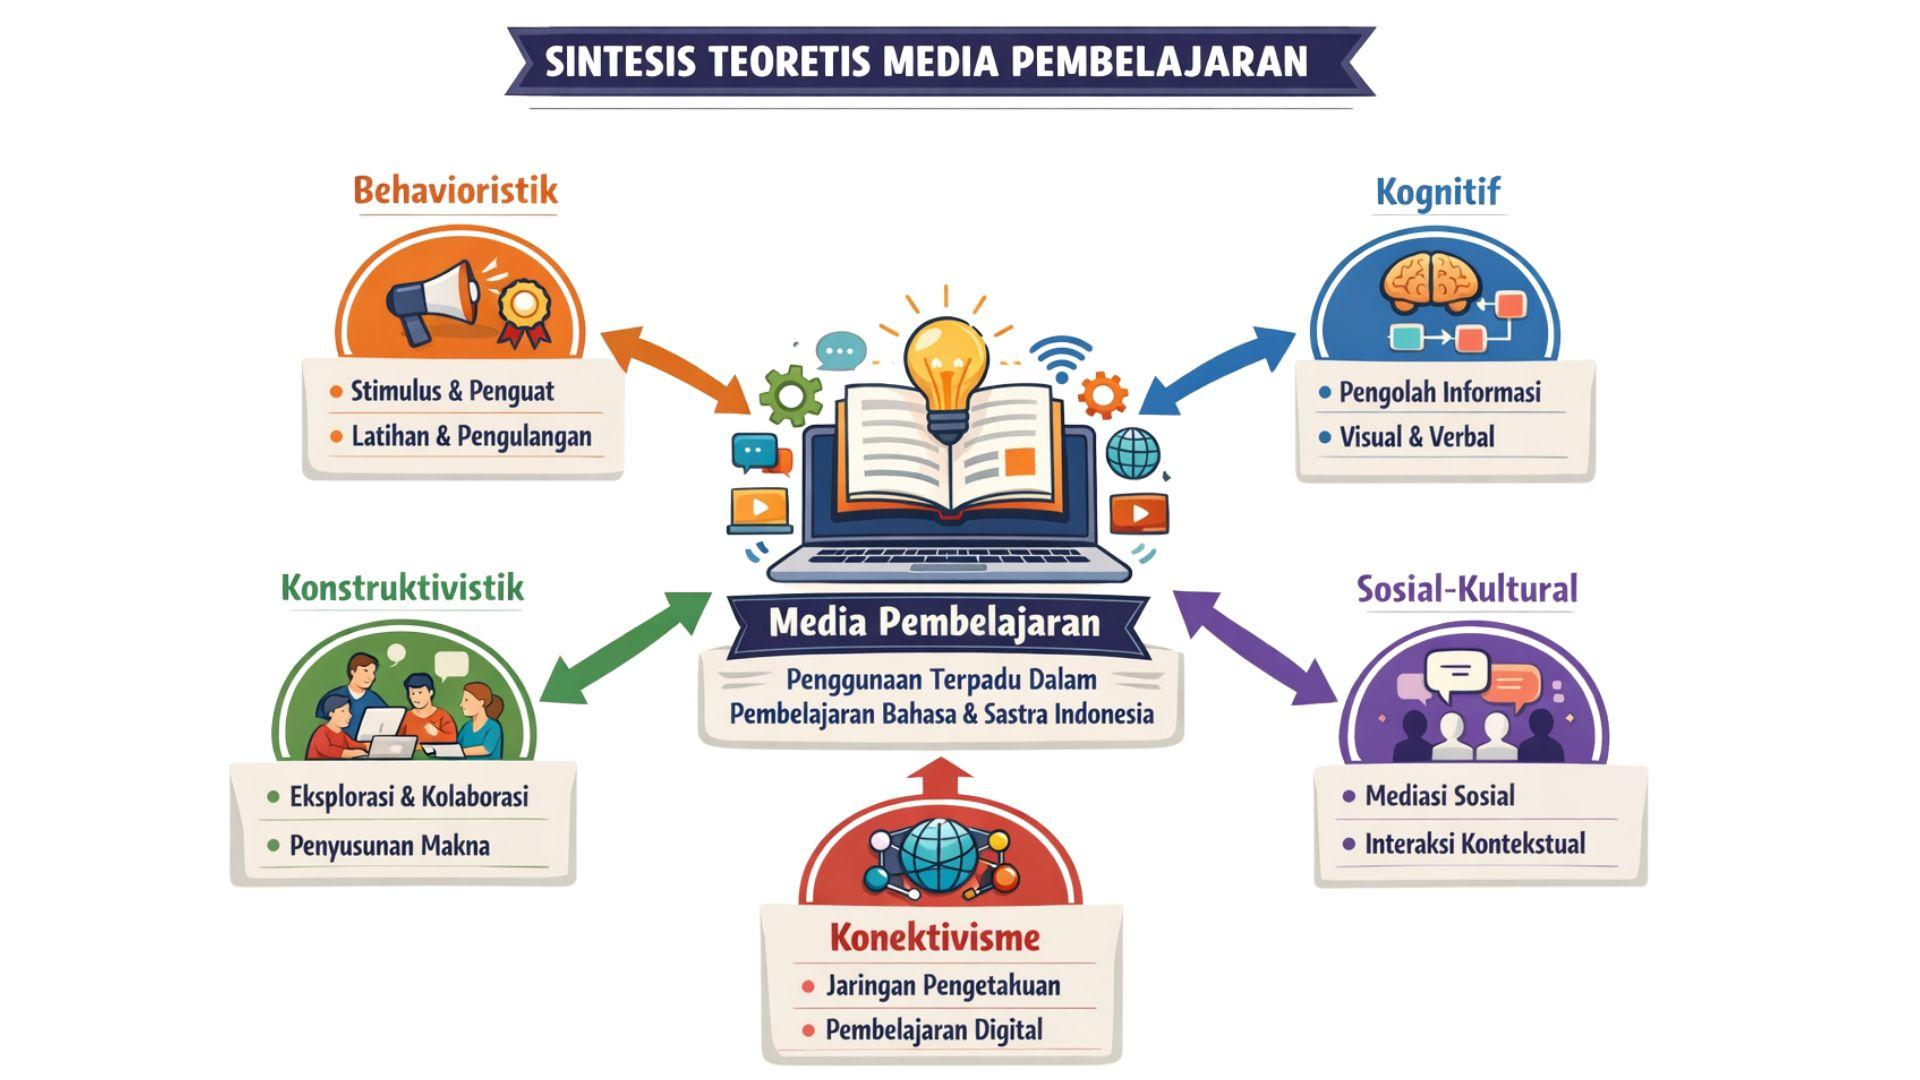 SINTESIS TEORETIS MEDIA PEMBELAJARAN
Behavioristik
Stimulus & Penguat
Latihan & Pengulangan
Kognitif
Pengolah Informasi
Visual & Verbal
Konstruktivistik
Eksplorasi & Kolaborasi
Penyusunan Makna
Media Pembelajaran
Penggunaan Terpadu Dalam
Pembelajaran Bahasa & Sastra Indonesia
Sosial-Kultural
Mediasi Sosial
Interaksi Kontekstual
Konektivisme
Jaringan Pengetahuan
Pembelajaran Digital